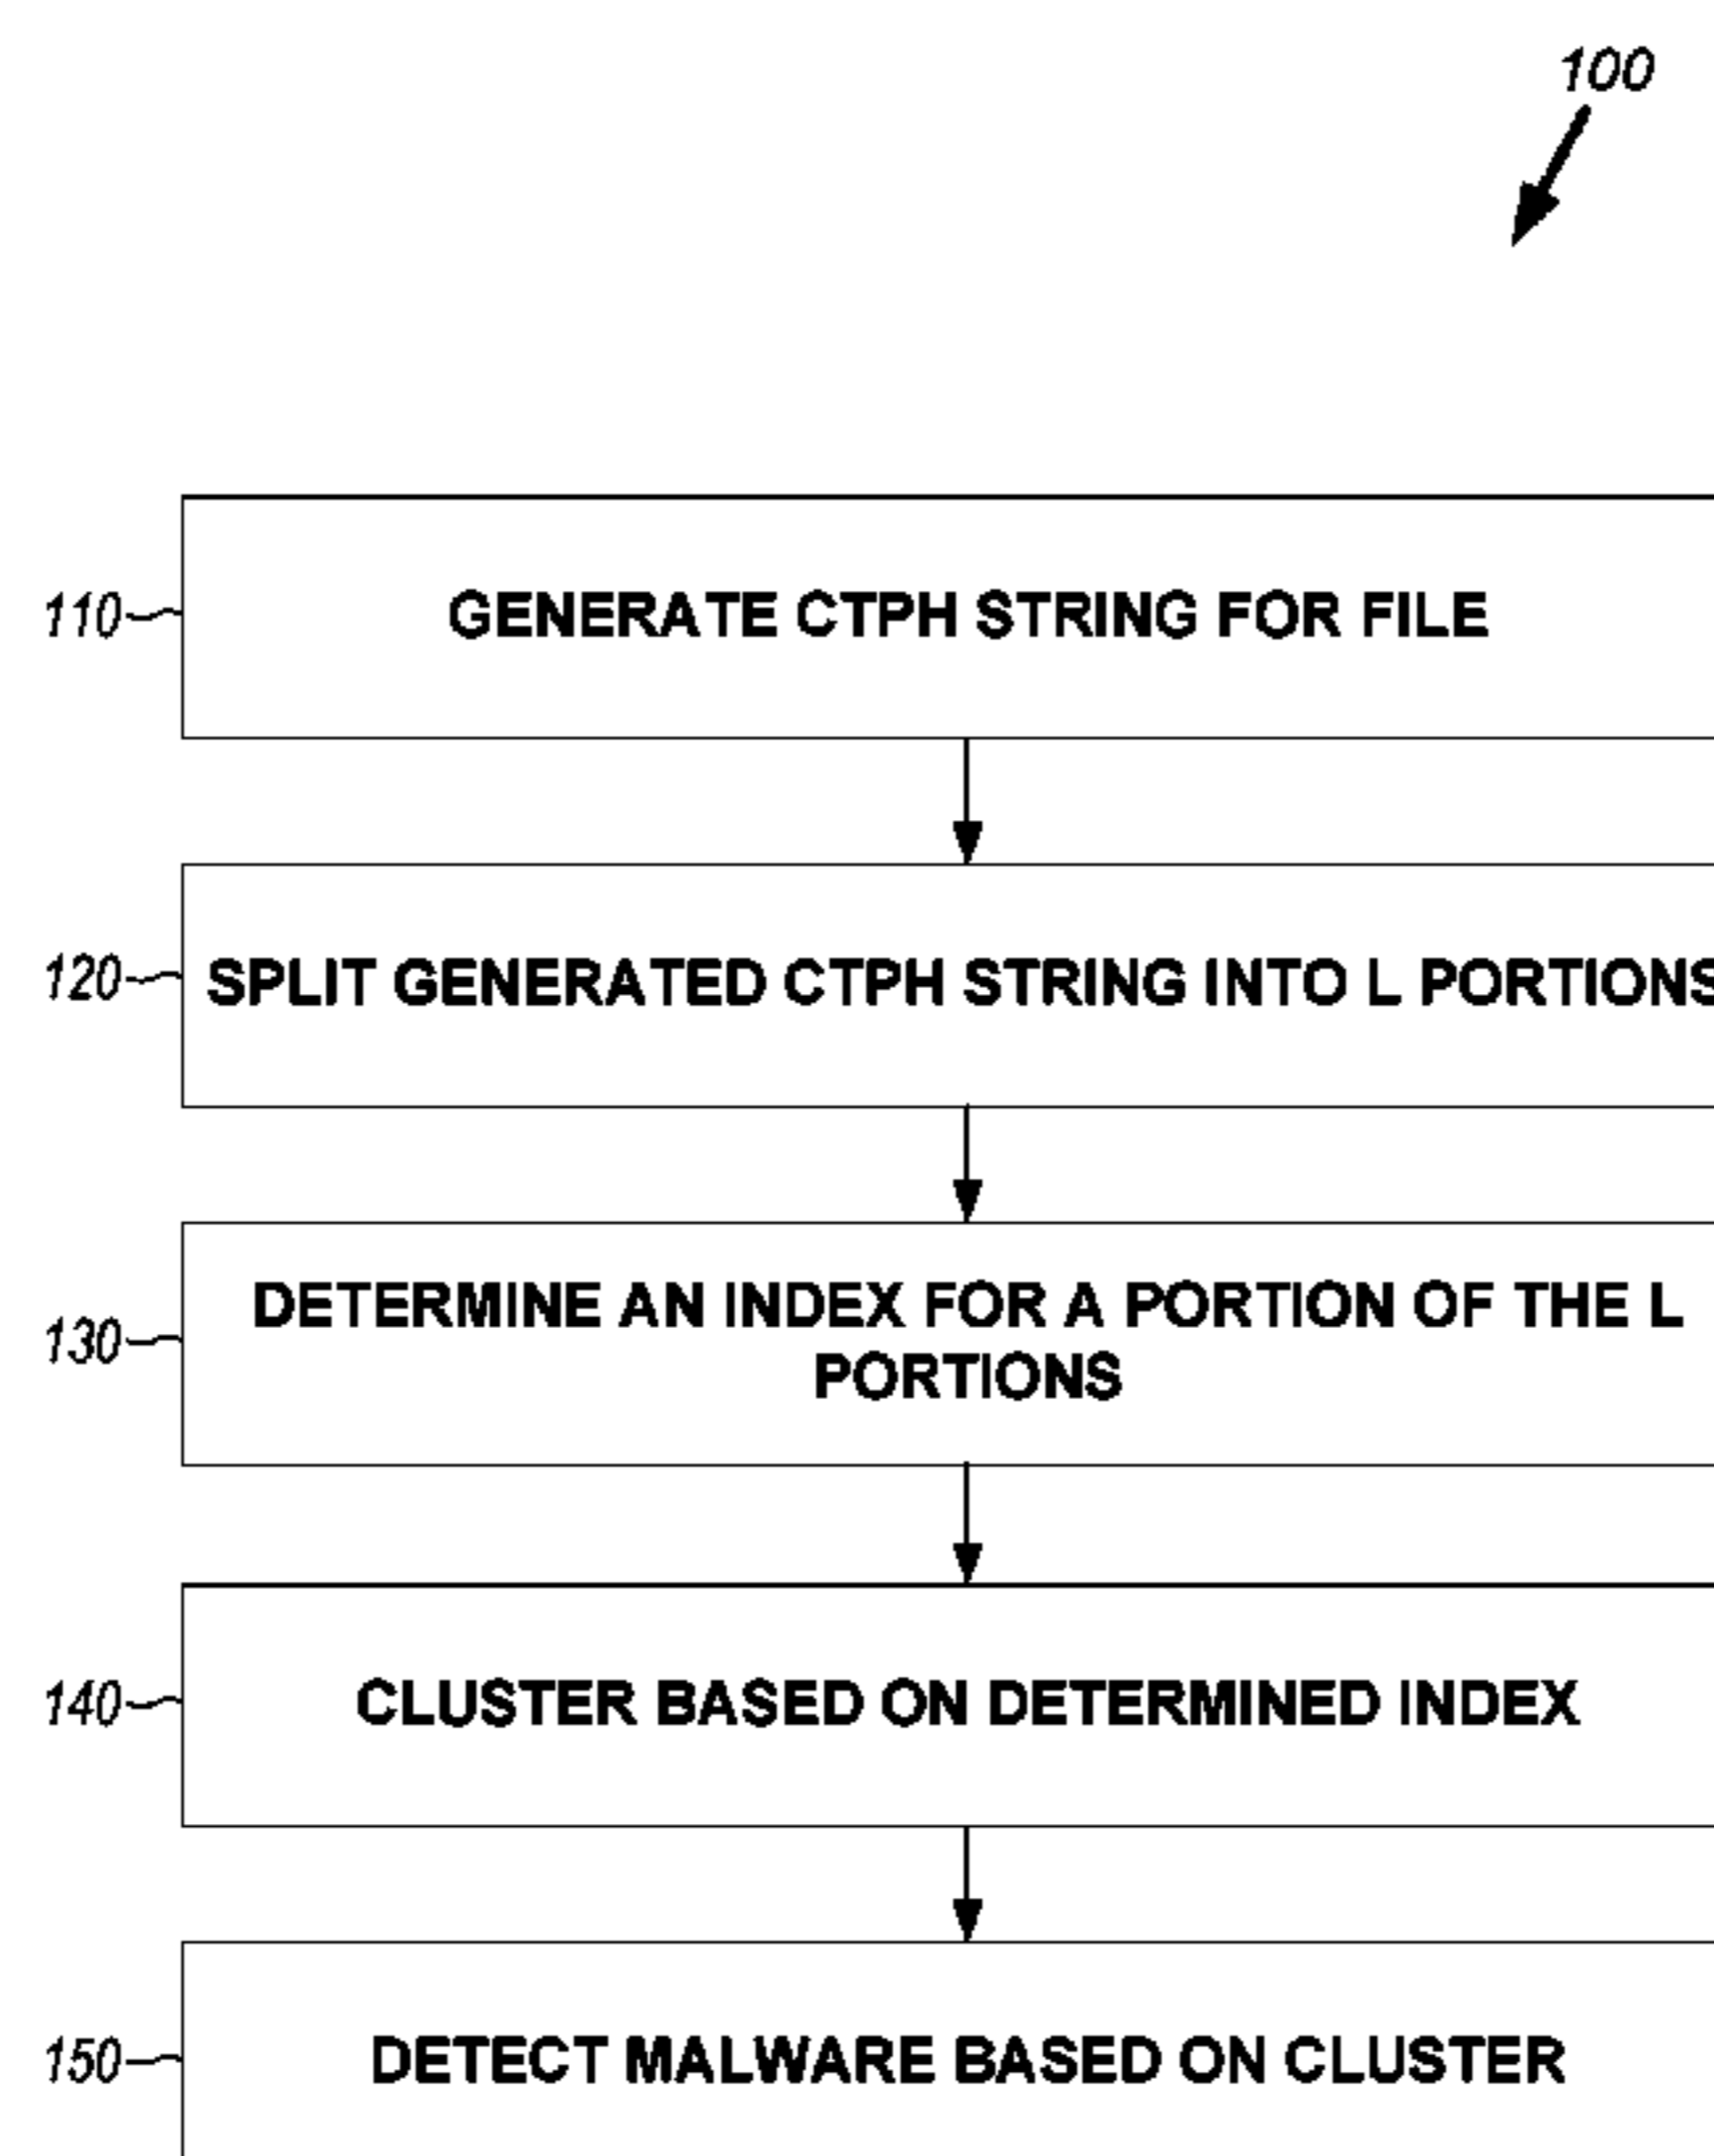 100
110
GENERATE CTPH STRING FOR FILE
120
SPLIT GENERATED CTPH STRING INTO L PORTIONS
130
DETERMINE AN INDEX FOR A PORTION OF THE L
PORTIONS
140
CLUSTER BASED ON DETERMINED INDEX
150
DETECT MALWARE BASED ON CLUSTER